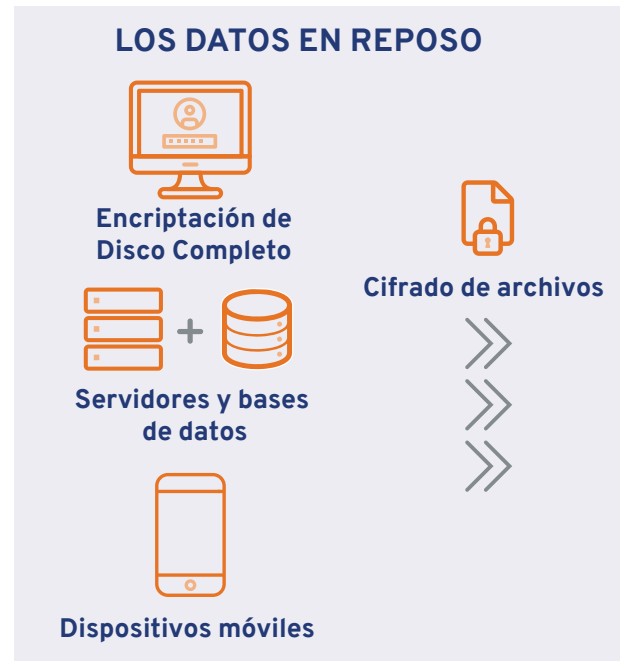 LOS DATOS EN REPOSO
Encriptación de
Disco Completo
Cifrado de archivos
Servidores y bases
de datos
Dispositivos móviles